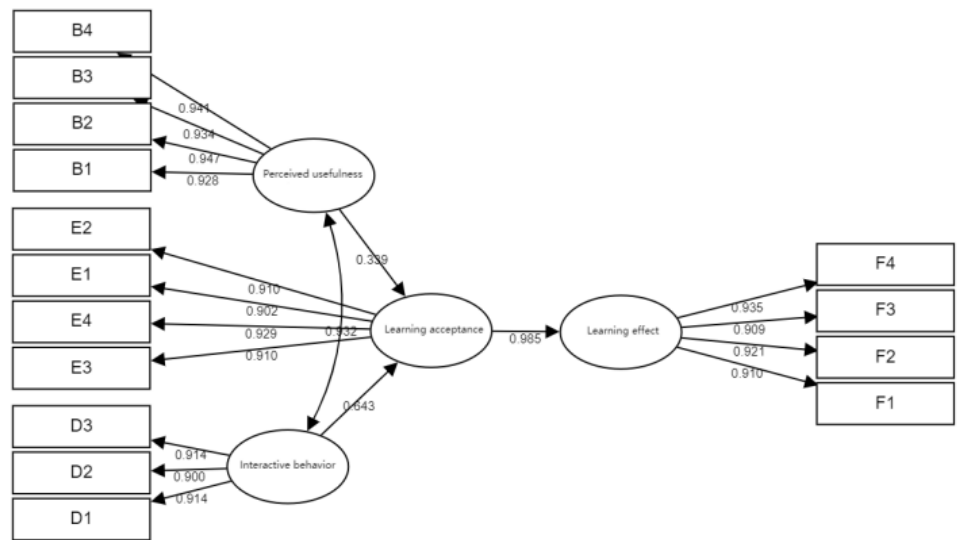 B4
B3
B2
B1
E2
E1
E4
E3
D3
D2
D1
0.941
0.934
0.947
0.928
Perceived usefulness
0.339
0.910
0.902
0.929
0.910
0.932
Learning acceptance
0.985
Learning effect
0.643
0.914
0.900
0.914
Interactive behavior
0.935
0.909
0.921
0.910
F4
F3
F2
F1